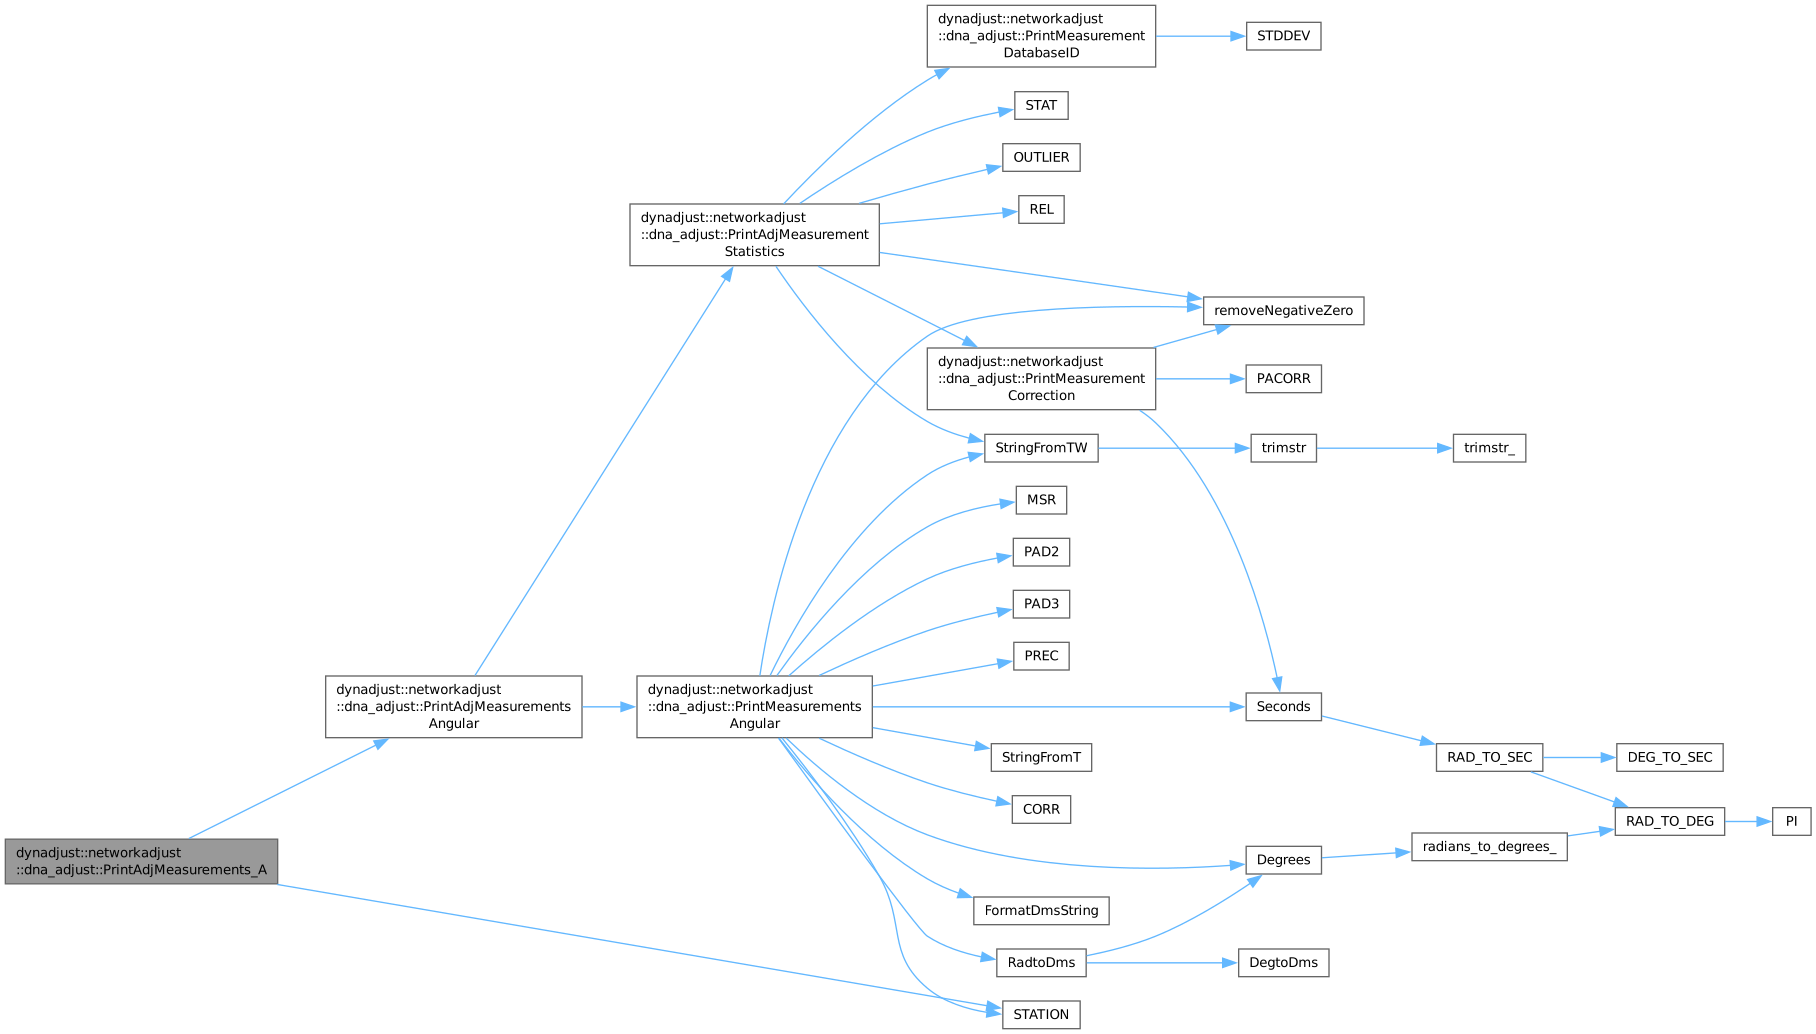 dynadjust::networkadjust
::dna_adjust::PrintMeasurement
DatabaseID
STDDEV
STAT
OUTLIER
REL
dynadjust::networkadjust
::dna_adjust::PrintAdjMeasurement
Statistics
removeNegativeZero
dynadjust::networkadjust
::dna_adjust::PrintMeasurement
Correction
PACORR
StringFromTW
trimstr
trimstr_
MSR
PAD2
PAD3
PREC
dynadjust::networkadjust
::dna_adjust::PrintAdjMeasurements
Angular
dynadjust::networkadjust
::dna_adjust::PrintMeasurements
Angular
Seconds
StringFromT
RAD_TO_SEC
DEG_TO_SEC
CORR
RAD_TO_DEG
PI
dynadjust::networkadjust
::dna_adjust::PrintAdjMeasurements_A
Degrees
radians_to_degrees_
FormatDmsString
RadtoDms
DegtoDms
STATION